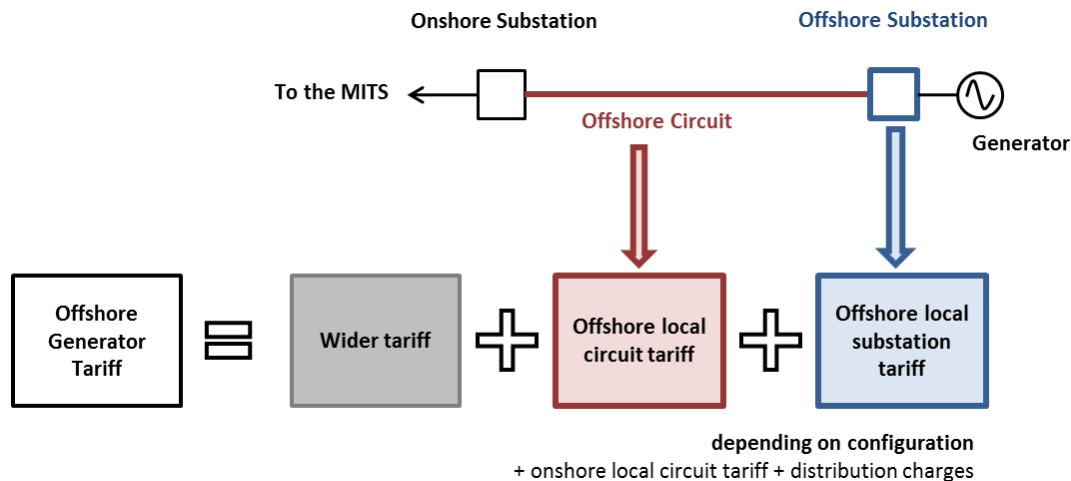 Onshore Substation
Offshore Substation
To the MITS
Offshore Circuit
Generator
Offshore
Generator
Tariff
Wider tariff
Offshore local
circuit tariff
Offshore local
substation
tariff
depending on configuration
+ onshore local circuit tariff + distribution charges